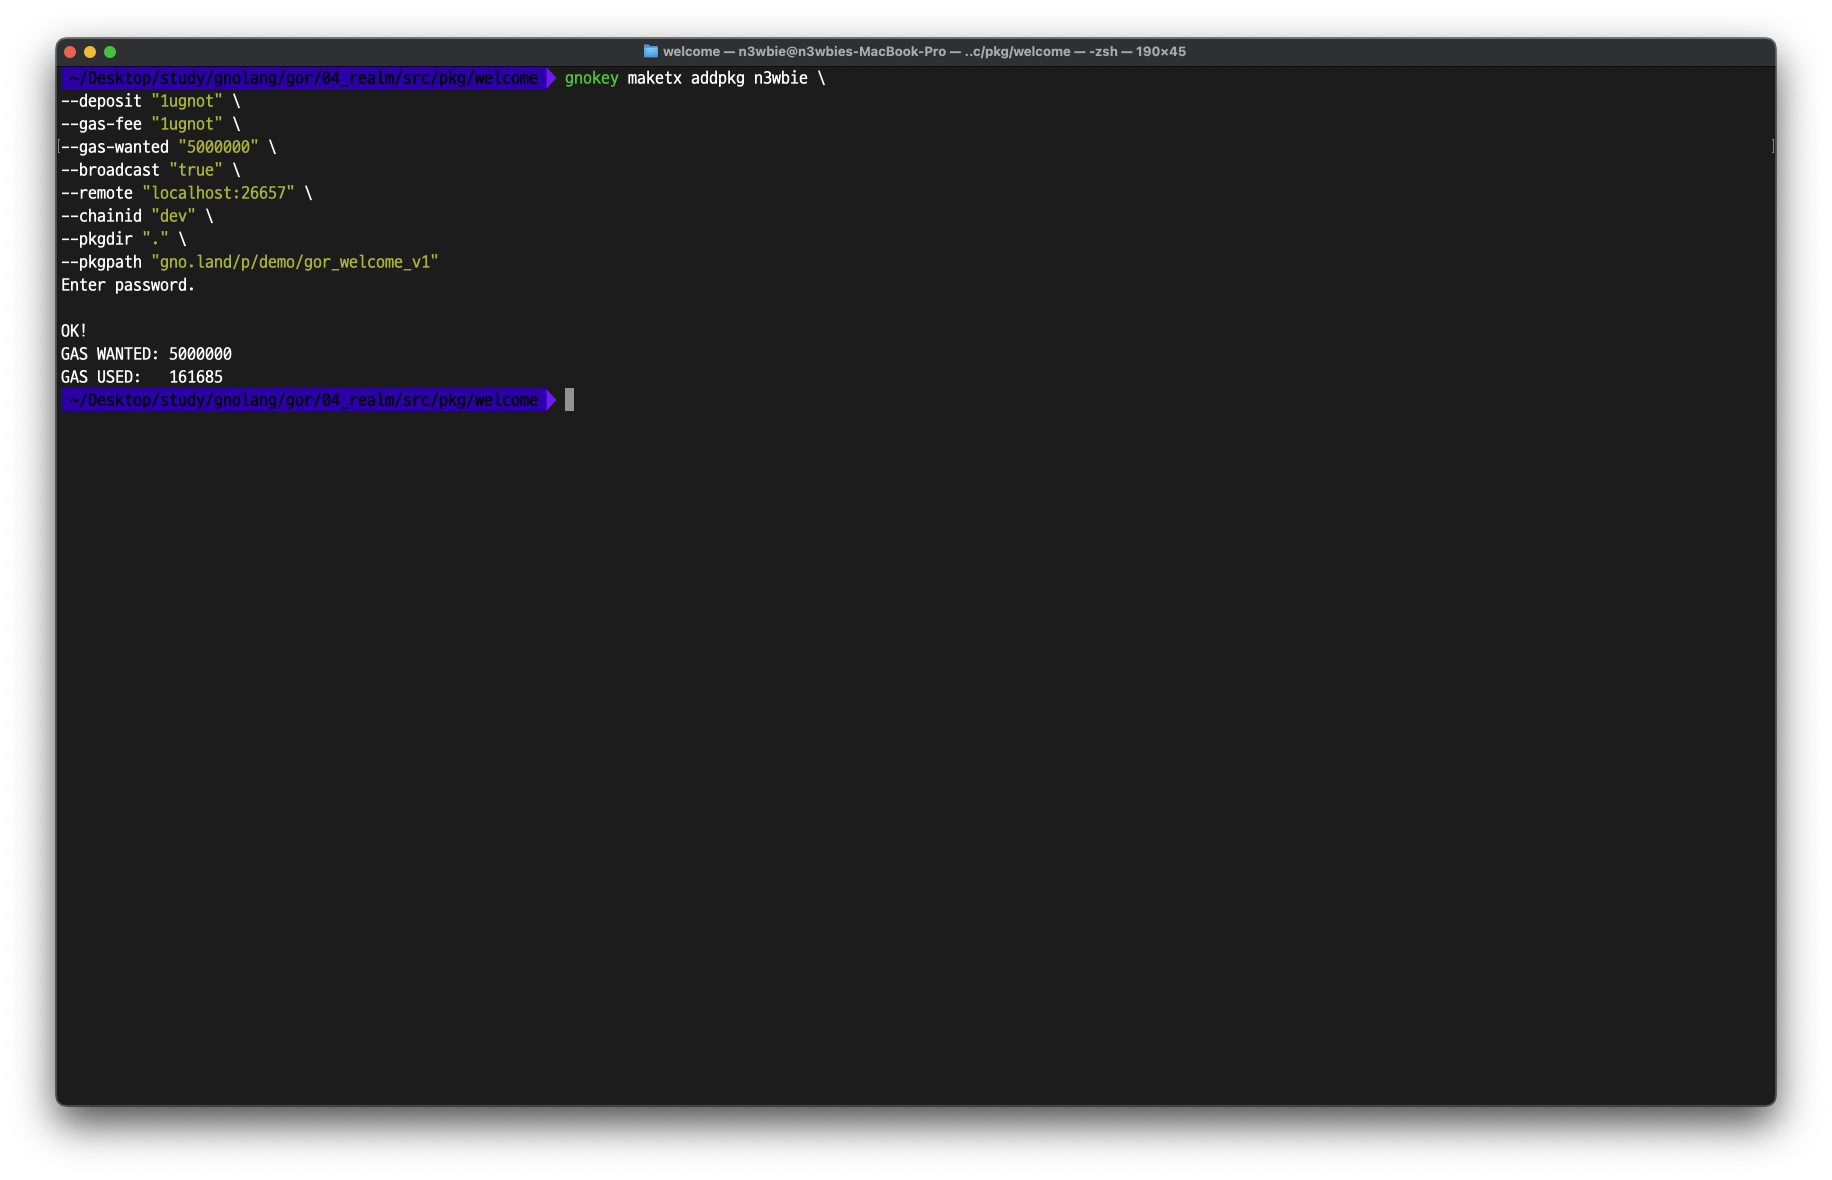 welcome — n3wbie@n3wbies-MacBook-Pro — ..c/pkg/welcome — -zsh — 190×45
~/Desktop/study/gnolang/gor/04_realm/src/pkg/welcome gnokey maketx addpkg n3wbie \
--deposit "1ugnot" \
--gas-fee "1ugnot" \
--gas-wanted "5000000" \
--broadcast "true" \
--remote "localhost:26657" \
--chainid "dev" \
--pkgdir "." \
--pkgpath "gno.land/p/demo/gor_welcome_v1"
Enter password.
OK!
GAS WANTED: 5000000
GAS USED:   161685
~/Desktop/study/gnolang/gor/04_realm/src/pkg/welcome